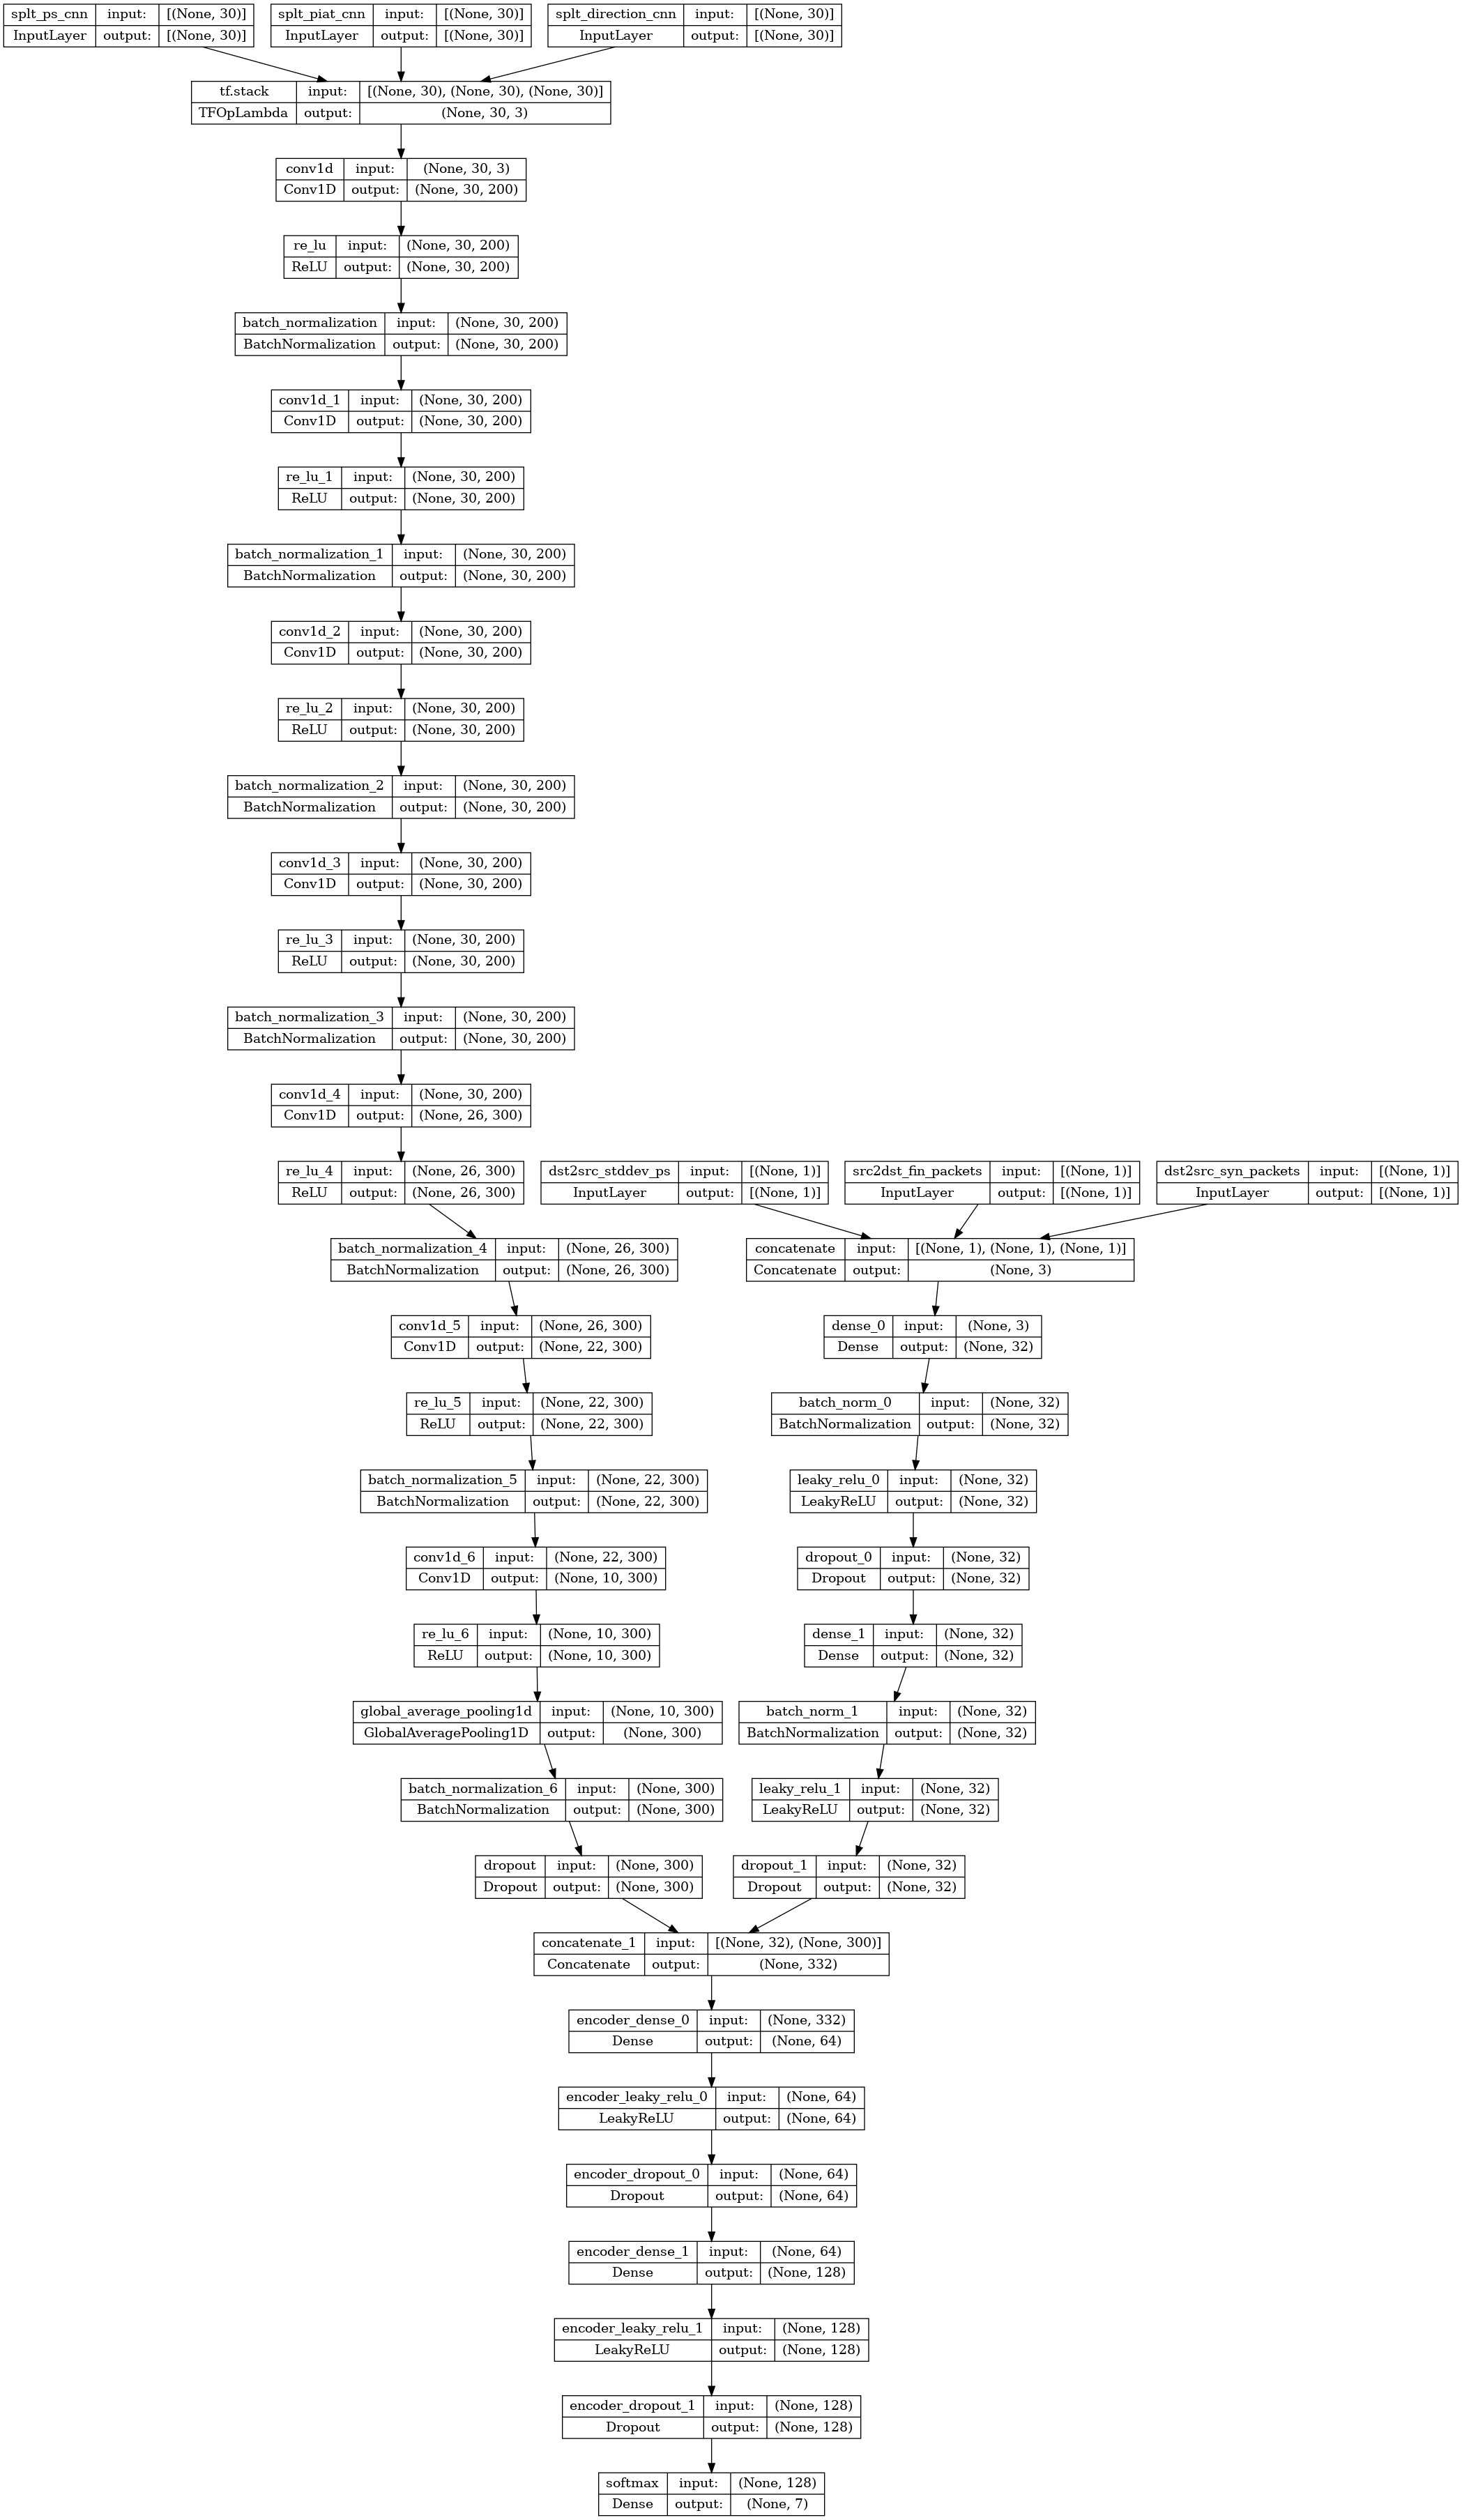 splt_ps_cnn input: [(None, 30)]
InputLayer output: [(None, 30)]
splt_piat_cnn input: [(None, 30)]
InputLayer output: [(None, 30)]
splt_direction_cnn input: [(None, 30)]
InputLayer output: [(None, 30)]
tf.stack input: [(None, 30), (None, 30), (None, 30)]
TFOpLambda output: (None, 30, 3)
conv1d input: (None, 30, 3)
Conv1D output: (None, 30, 200)
re_lu input: (None, 30, 200)
ReLU output: (None, 30, 200)
batch_normalization input: (None, 30, 200)
BatchNormalization output: (None, 30, 200)
conv1d_1 input: (None, 30, 200)
Conv1D output: (None, 30, 200)
re_lu_1 input: (None, 30, 200)
ReLU output: (None, 30, 200)
batch_normalization_1 input: (None, 30, 200)
BatchNormalization output: (None, 30, 200)
conv1d_2 input: (None, 30, 200)
Conv1D output: (None, 30, 200)
re_lu_2 input: (None, 30, 200)
ReLU output: (None, 30, 200)
batch_normalization_2 input: (None, 30, 200)
BatchNormalization output: (None, 30, 200)
conv1d_3 input: (None, 30, 200)
Conv1D output: (None, 30, 200)
re_lu_3 input: (None, 30, 200)
ReLU output: (None, 30, 200)
batch_normalization_3 input: (None, 30, 200)
BatchNormalization output: (None, 30, 200)
conv1d_4 input: (None, 30, 200)
Conv1D output: (None, 26, 300)
re_lu_4 input: (None, 26, 300)
ReLU output: (None, 26, 300)
dst2src_stddev_ps input: [(None, 1)]
InputLayer output: [(None, 1)]
src2dst_fin_packets input: [(None, 1)]
InputLayer output: [(None, 1)]
dst2src_syn_packets input: [(None, 1)]
InputLayer output: [(None, 1)]
batch_normalization_4 input: (None, 26, 300)
BatchNormalization output: (None, 26, 300)
concatenate input: [(None, 1), (None, 1), (None, 1)]
Concatenate output: (None, 3)
conv1d_5 input: (None, 26, 300)
Conv1D output: (None, 22, 300)
dense_0 input: (None, 3)
Dense output: (None, 32)
re_lu_5 input: (None, 22, 300)
ReLU output: (None, 22, 300)
batch_norm_0 input: (None, 32)
BatchNormalization output: (None, 32)
batch_normalization_5 input: (None, 22, 300)
BatchNormalization output: (None, 22, 300)
leaky_relu_0 input: (None, 32)
LeakyReLU output: (None, 32)
conv1d_6 input: (None, 22, 300)
Conv1D output: (None, 10, 300)
dropout_0 input: (None, 32)
Dropout output: (None, 32)
re_lu_6 input: (None, 10, 300)
ReLU output: (None, 10, 300)
dense_1 input: (None, 32)
Dense output: (None, 32)
global_average_pooling1d input: (None, 10, 300)
GlobalAveragePooling1D output: (None, 300)
batch_norm_1 input: (None, 32)
BatchNormalization output: (None, 32)
batch_normalization_6 input: (None, 300)
BatchNormalization output: (None, 300)
leaky_relu_1 input: (None, 32)
LeakyReLU output: (None, 32)
dropout input: (None, 300)
Dropout output: (None, 300)
dropout_1 input: (None, 32)
Dropout output: (None, 32)
concatenate_1 input: [(None, 32), (None, 300)]
Concatenate output: (None, 332)
encoder_dense_0 input: (None, 332)
Dense output: (None, 64)
encoder_leaky_relu_0 input: (None, 64)
LeakyReLU output: (None, 64)
encoder_dropout_0 input: (None, 64)
Dropout output: (None, 64)
encoder_dense_1 input: (None, 64)
Dense output: (None, 128)
encoder_leaky_relu_1 input: (None, 128)
LeakyReLU output: (None, 128)
encoder_dropout_1 input: (None, 128)
Dropout output: (None, 128)
softmax input: (None, 128)
Dense output: (None, 7)